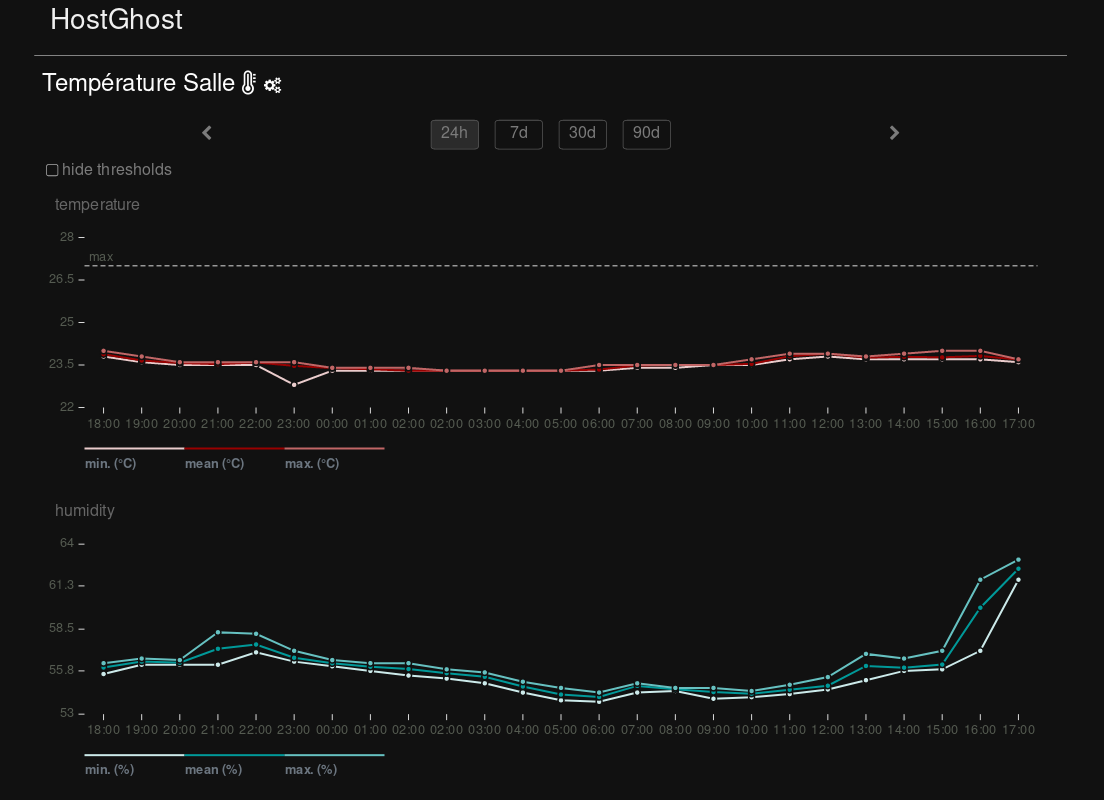 HostGhost
Température Salle
24h 7d 30d 90d
hide thresholds
temperature
28
max
26.5
25
23.5
22
18:00 19:00 20:00 21:00 22:00 23:00 00:00 01:00 02:00 02:00 03:00 04:00 05:00 06:00 07:00 08:00 09:00 10:00 11:00 12:00 13:00 14:00 15:00 16:00 17:00
min. (°C) mean (°C) max. (°C)
humidity
64
61.3
58.5
55.8
53
18:00 19:00 20:00 21:00 22:00 23:00 00:00 01:00 02:00 02:00 03:00 04:00 05:00 06:00 07:00 08:00 09:00 10:00 11:00 12:00 13:00 14:00 15:00 16:00 17:00
min. (%) mean (%) max. (%)